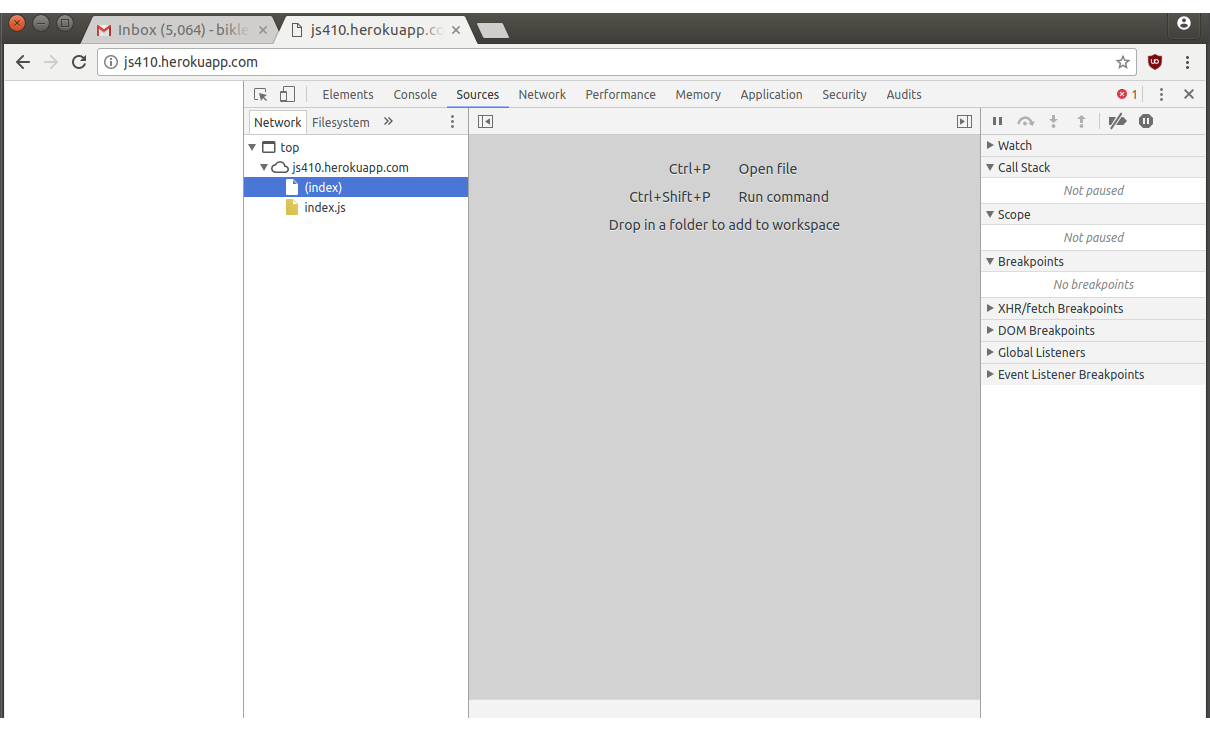 Inbox (5,064) - bikle js410.herokuapp.co
js410.herokuapp.com
Elements Console Sources Network Performance Memory Application Security Audits 1
Network Filesystem »
top
js410.herokuapp.com
(index)
index.js
Ctrl+P Open file
Ctrl+Shift+P Run command
Drop in a folder to add to workspace
Watch
Call Stack
Not paused
Scope
Not paused
Breakpoints
No breakpoints
XHR/fetch Breakpoints
DOM Breakpoints
Global Listeners
Event Listener Breakpoints